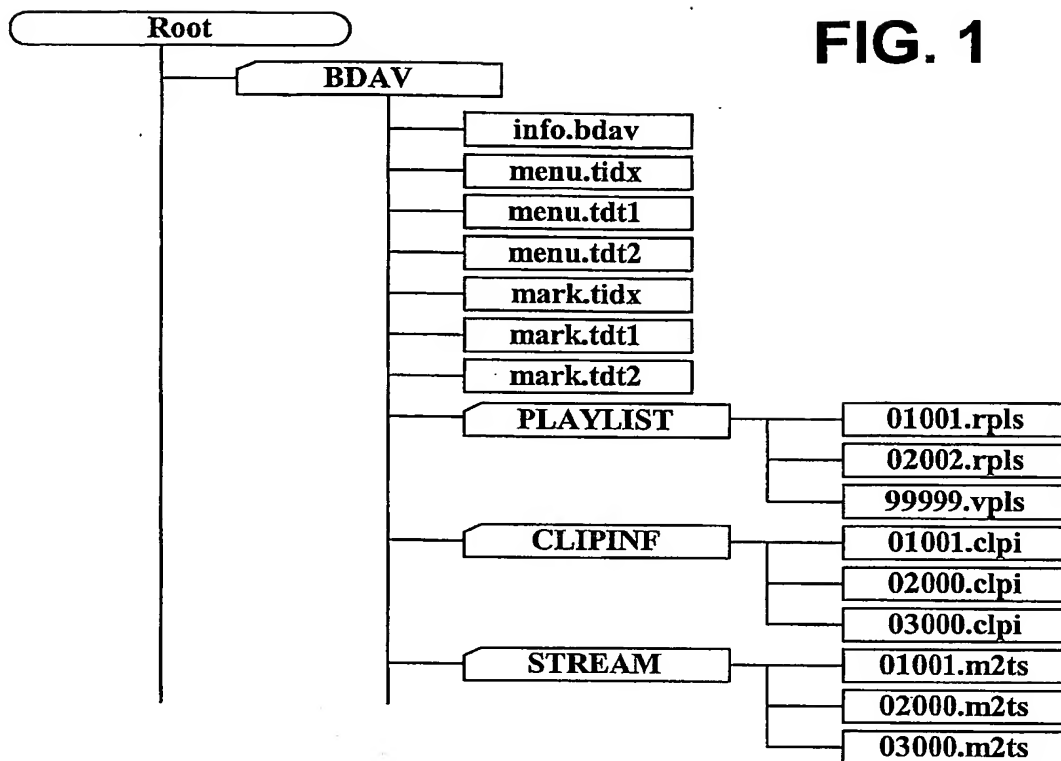 Root
FIG. 1
BDAV
info.bdav
menu.tidx
menu.tdt1
menu.tdt2
mark.tidx
mark.tdt1
mark.tdt2
PLAYLIST
01001.rpls
02002.rpls
99999.vpls
CLIPINF
01001.clpi
02000.clpi
03000.clpi
STREAM
01001.m2ts
02000.m2ts
03000.m2ts